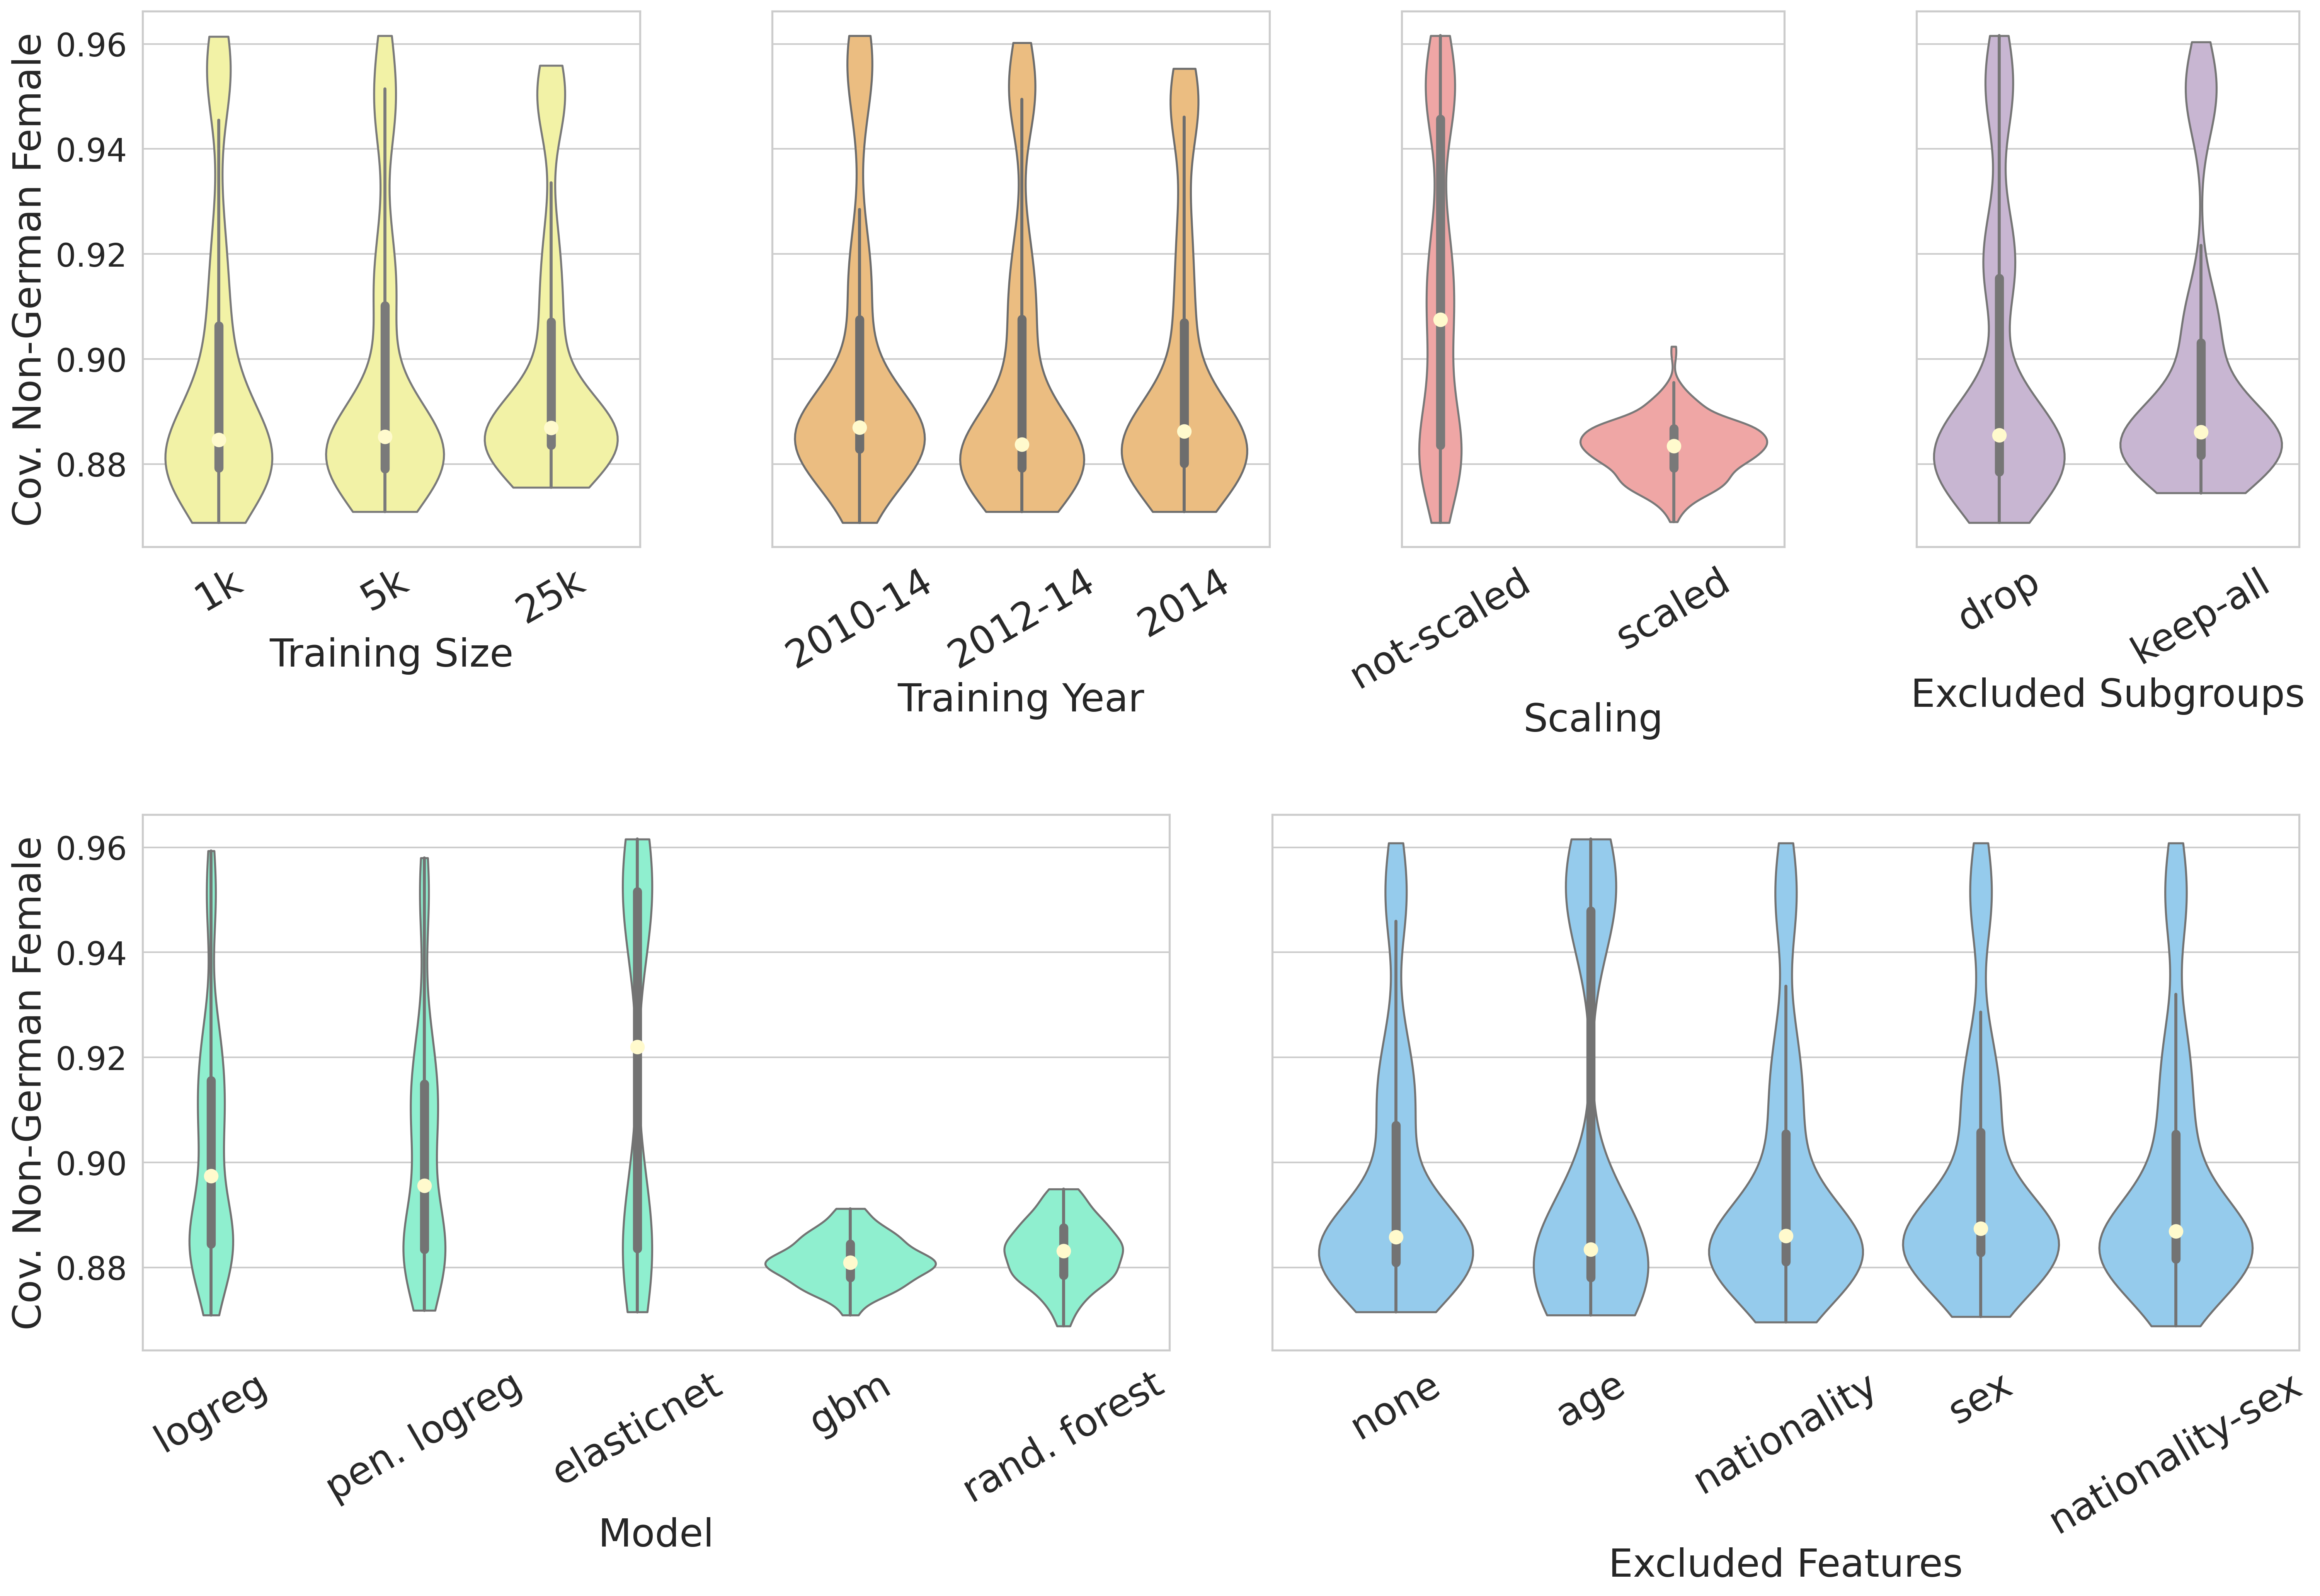 Cov. Non-German Female
0.96
0.94
0.92
0.90
0.88
1k 5k 25k
Training Size
2010-14 2012-14 2014
Training Year
not-scaled scaled
Scaling
drop keep-all
Excluded Subgroups
Cov. Non-German Female
0.96
0.94
0.92
0.90
0.88
logreg pen. logreg elasticnet gbm rand. forest
Model
none age nationality sex nationality-sex
Excluded Features